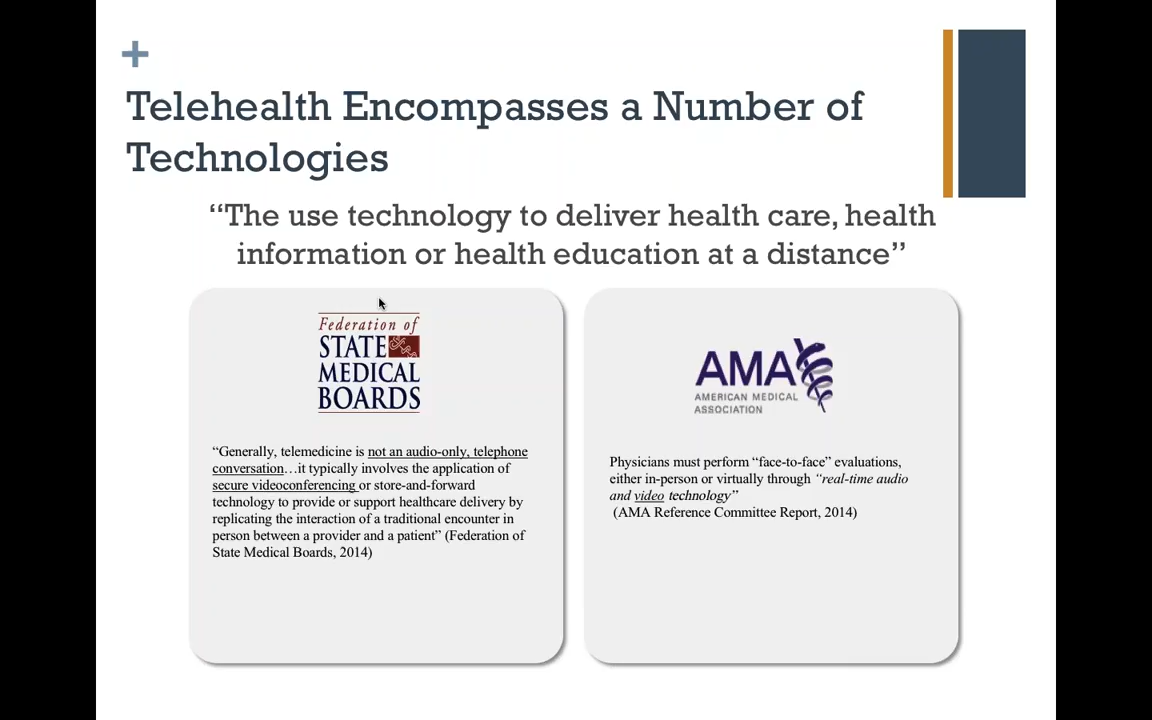 +
Telehealth Encompasses a Number of
Technologies
“The use technology to deliver health care, health
information or health education at a distance”
Federation of
STATE
MEDICAL
BOARDS
“Generally, telemedicine is not an audio-only, telephone
conversation…it typically involves the application of
secure videoconferencing or store-and-forward
technology to provide or support healthcare delivery by
replicating the interaction of a traditional encounter in
person between a provider and a patient” (Federation of
State Medical Boards, 2014)
AMA
AMERICAN MEDICAL
ASSOCIATION
Physicians must perform “face-to-face” evaluations,
either in-person or virtually through “real-time audio
and video technology”
(AMA Reference Committee Report, 2014)